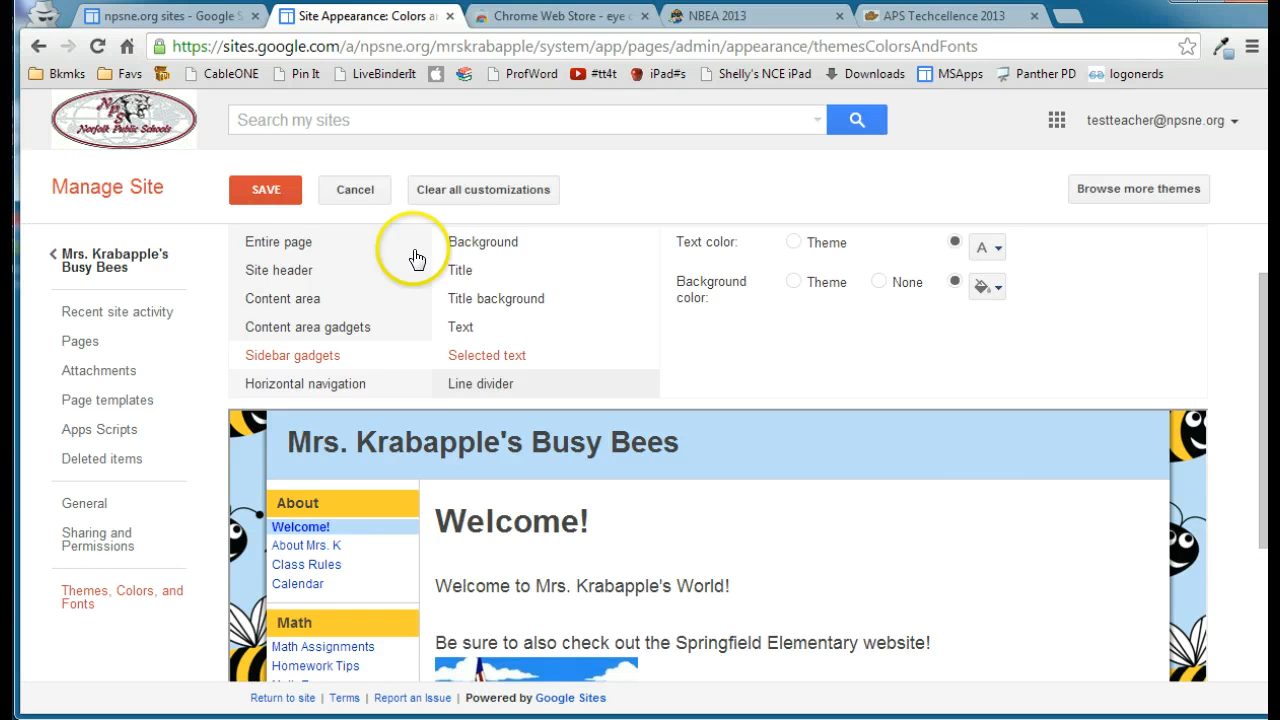 npsne.org sites - Google S
Site Appearance: Colors a
Chrome Web Store - eye c
NBEA 2013
APS Techcellence 2013
https://sites.google.com/a/npsne.org/mrskrabapple/system/app/pages/admin/appearance/themesColorsAndFonts
Bkmks
Favs
CableONE
Pin It
LiveBinderIt
ProfWord
#tt4t
iPad#s
Shelly's NCE iPad
Downloads
MSApps
Panther PD
logonerds
NPS
Norfolk Public Schools
Search my sites
testteacher@npsne.org
Manage Site
SAVE
Cancel
Clear all customizations
Browse more themes
Mrs. Krabapple's
Busy Bees
Recent site activity
Pages
Attachments
Page templates
Apps Scripts
Deleted items
General
Sharing and
Permissions
Themes, Colors, and
Fonts
Entire page
Site header
Content area
Content area gadgets
Sidebar gadgets
Horizontal navigation
Background
Title
Title background
Text
Selected text
Line divider
Text color:
Theme
A
Background
color:
Theme
None
Mrs. Krabapple's Busy Bees
About
Welcome!
About Mrs. K
Class Rules
Calendar
Math
Math Assignments
Homework Tips
Welcome!
Welcome to Mrs. Krabapple's World!
Be sure to also check out the Springfield Elementary website!
Return to site | Terms | Report an Issue | Powered by Google Sites